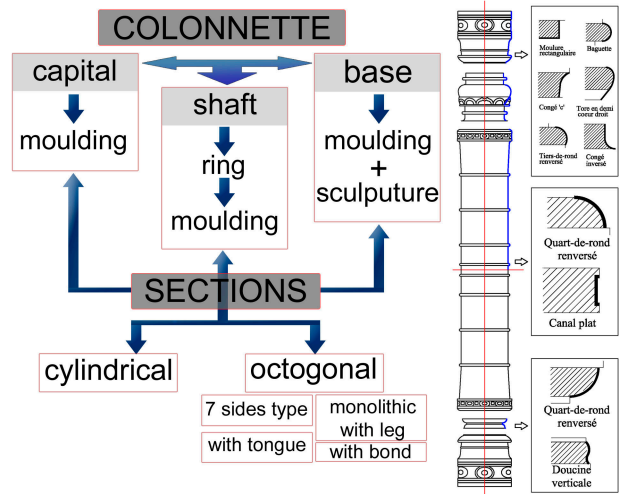 COLONNETTE
capital
moulding
shaft
ring
moulding
base
moulding
+
sculputure
SECTIONS
cylindrical
octogonal
7 sides type
with tongue
monolithic
with leg
with bond
Moulure
rectangulaire
Baguette
Congé 'c'
Tore en demi
coeur droit
Tiers-de-rond
renversé
Congé
inversé
Quart-de-rond
renversé
Canal plat
Quart-de-rond
renversé
Doucine
verticale